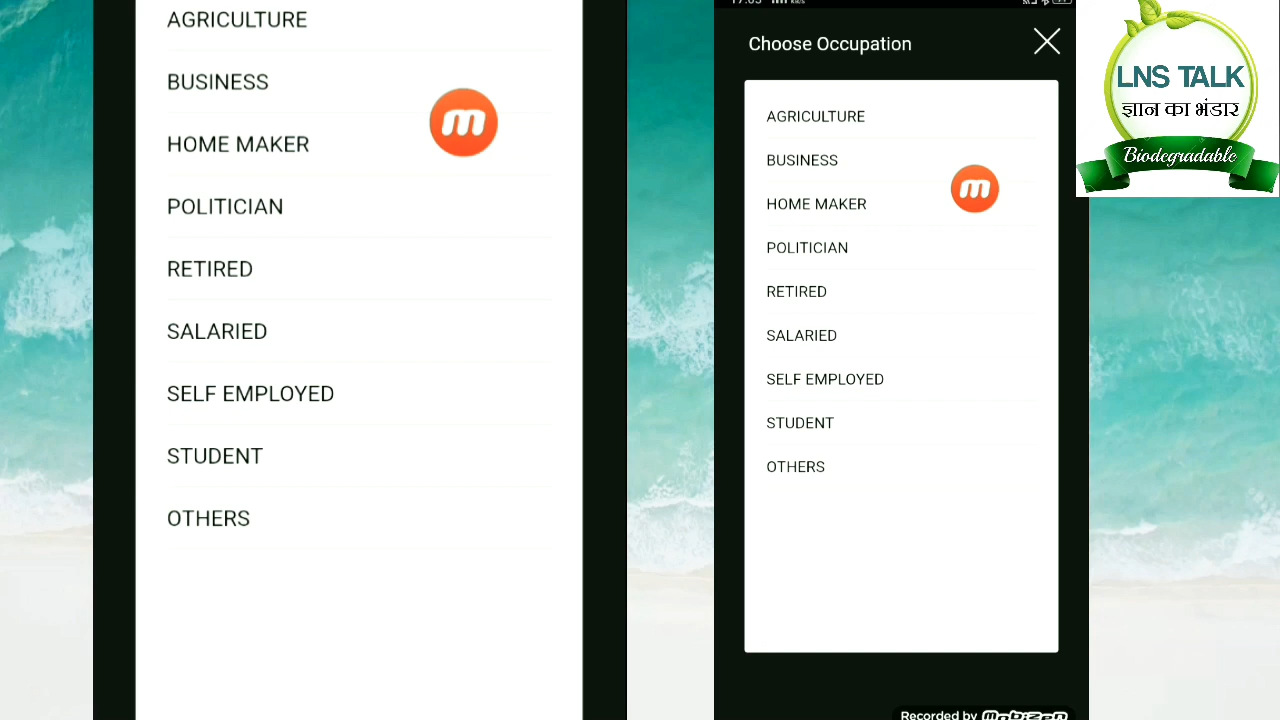 AGRICULTURE
BUSINESS
HOME MAKER
POLITICIAN
RETIRED
SALARIED
SELF EMPLOYED
STUDENT
OTHERS
Choose Occupation
AGRICULTURE
BUSINESS
HOME MAKER
POLITICIAN
RETIRED
SALARIED
SELF EMPLOYED
STUDENT
OTHERS
Recorded by mobizen
LNS TALK
ज्ञान का भंडार
Biodegradable